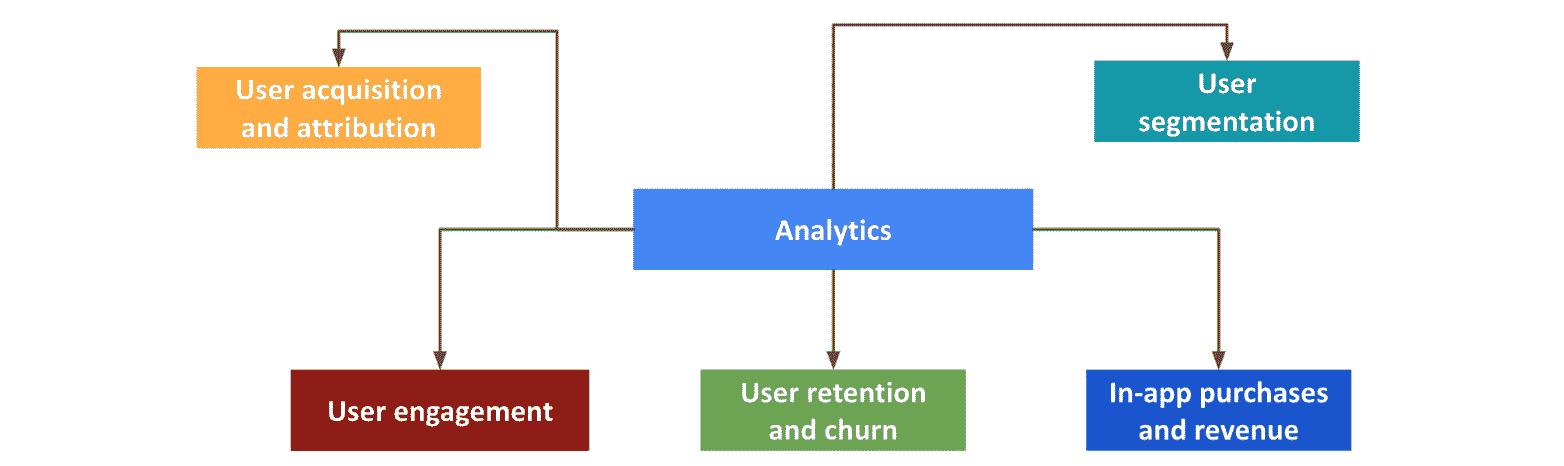 User acquisition
and attribution
User
segmentation
Analytics
User engagement
User retention
and churn
In-app purchases
and revenue